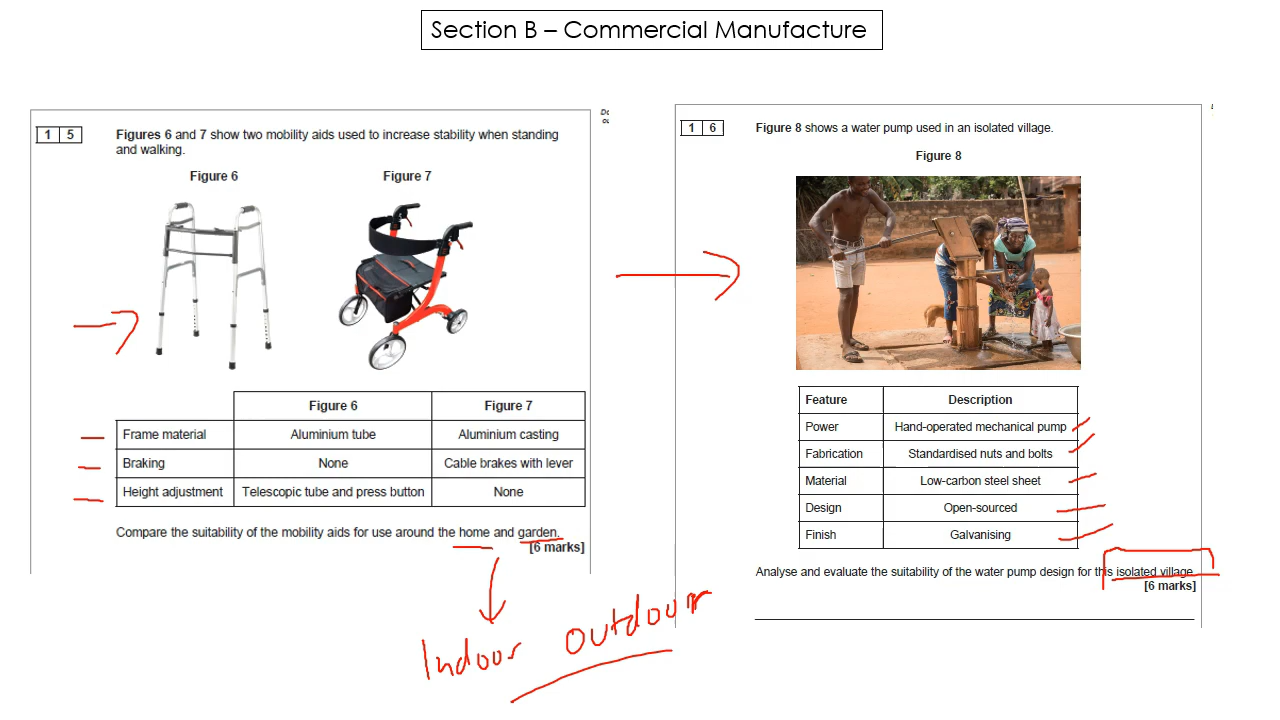 Section B – Commercial Manufacture
1 5
Figures 6 and 7 show two mobility aids used to increase stability when standing
and walking.
Figure 6 Figure 7
Figure 6 Figure 7
Frame material Aluminium tube Aluminium casting
Braking None Cable brakes with lever
Height adjustment Telescopic tube and press button None
Compare the suitability of the mobility aids for use around the home and garden.
[6 marks]
Indoor outdour
1 6
Figure 8 shows a water pump used in an isolated village.
Figure 8
Feature Description
Power Hand-operated mechanical pump
Fabrication Standardised nuts and bolts
Material Low-carbon steel sheet
Design Open-sourced
Finish Galvanising
Analyse and evaluate the suitability of the water pump design for this isolated village.
[6 marks]